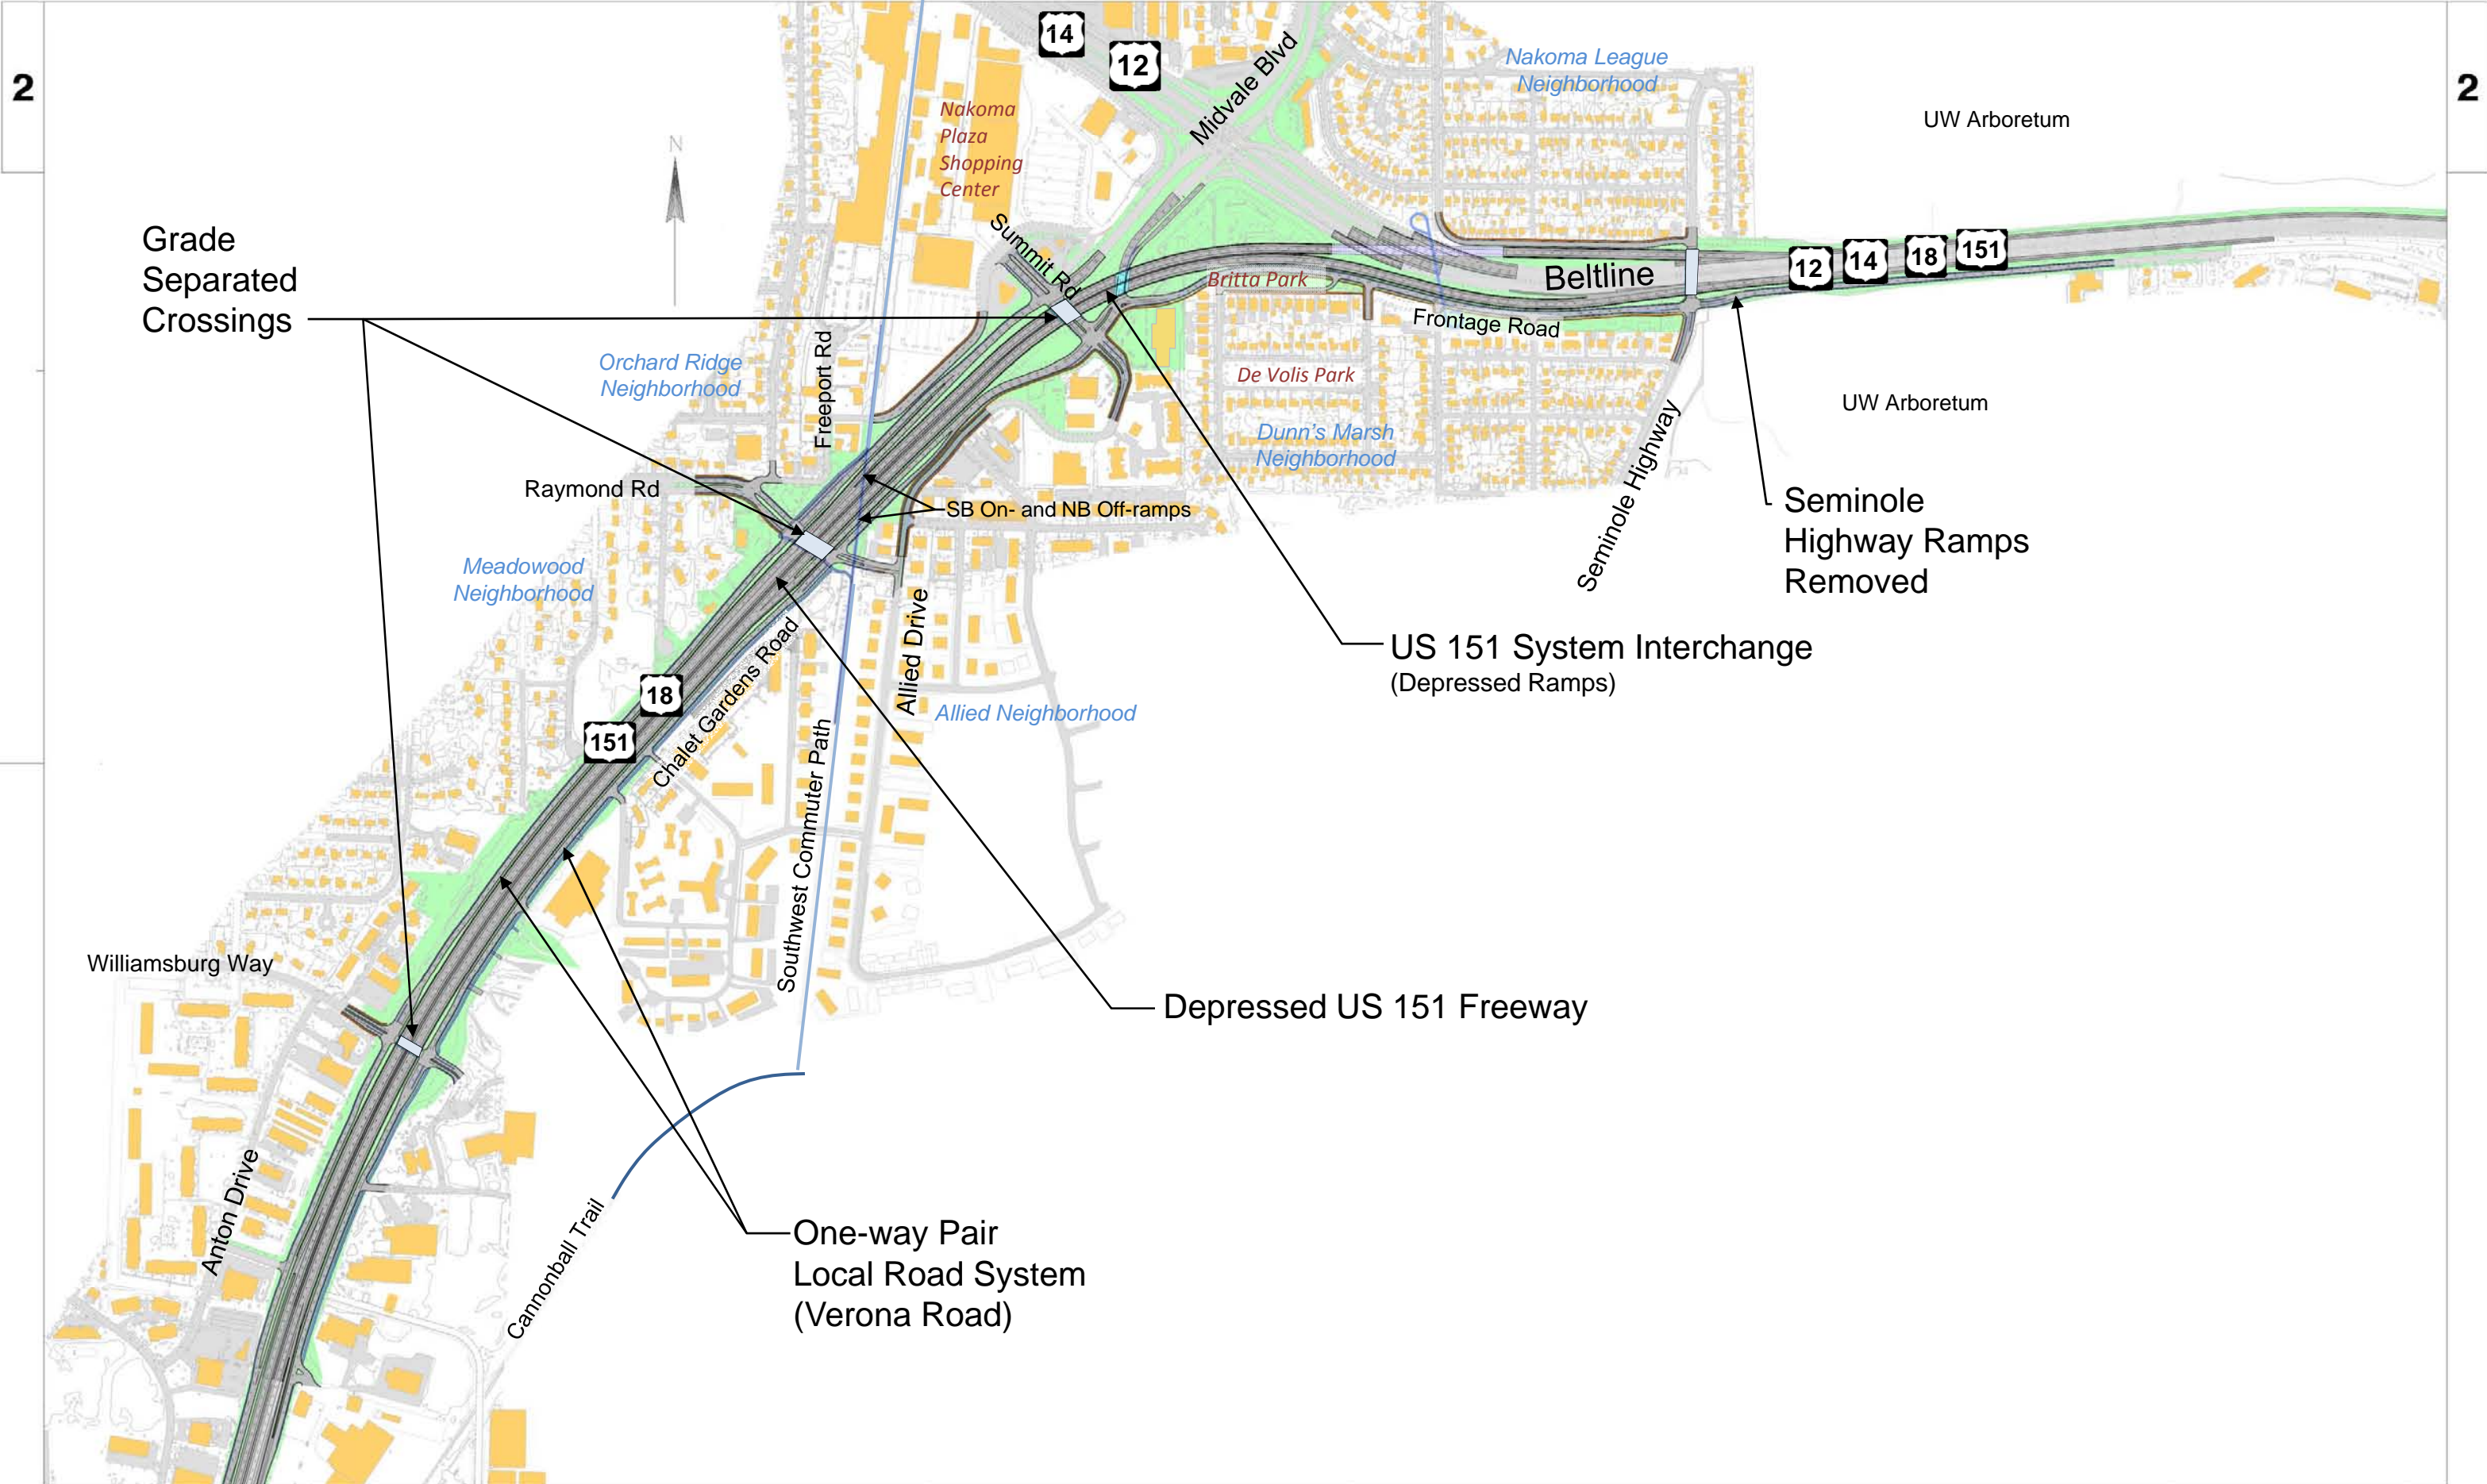 2
14
12
Midvale Blvd
Nakoma League
Neighborhood
2
UW Arboretum
Nakoma
Plaza
Shopping
Center
N
Grade
Separated
Crossings
Summit Rd
Britta Park
Beltline
12
14
18
151
Frontage Road
Orchard Ridge
Neighborhood
Freeport Rd
De Volis Park
UW Arboretum
Dunn's Marsh
Neighborhood
Seminole Highway
Raymond Rd
SB On- and NB Off-ramps
Seminole
Highway Ramps
Removed
Meadowood
Neighborhood
US 151 System Interchange
(Depressed Ramps)
Allied Drive
Chalet Gardens Road
18
151
Allied Neighborhood
Southwest Commuter Path
Williamsburg Way
Depressed US 151 Freeway
Anton Drive
Cannonball Trail
One-way Pair
Local Road System
(Verona Road)